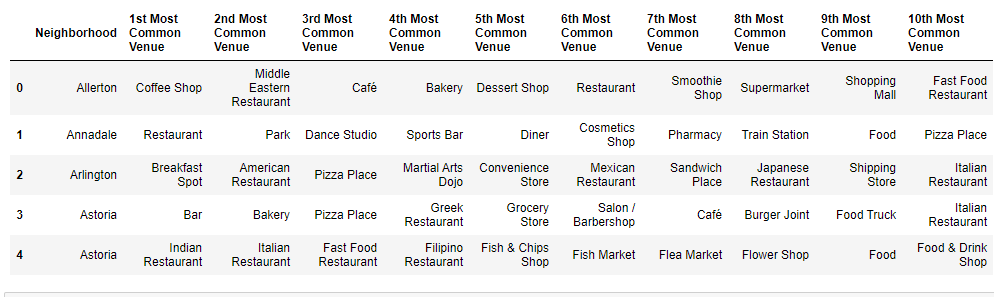 Neighborhood 1st Most Common Venue 2nd Most Common Venue 3rd Most Common Venue 4th Most Common Venue 5th Most Common Venue 6th Most Common Venue 7th Most Common Venue 8th Most Common Venue 9th Most Common Venue 10th Most Common Venue
0 Allerton Coffee Shop Middle Eastern Restaurant Café Bakery Dessert Shop Restaurant Smoothie Shop Supermarket Shopping Mall Fast Food Restaurant
1 Annadale Restaurant Park Dance Studio Sports Bar Diner Cosmetics Shop Pharmacy Train Station Food Pizza Place
2 Arlington Breakfast Spot American Restaurant Pizza Place Martial Arts Dojo Convenience Store Mexican Restaurant Sandwich Place Japanese Restaurant Shipping Store Italian Restaurant
3 Astoria Bar Bakery Pizza Place Greek Restaurant Grocery Store Salon / Barbershop Café Burger Joint Food Truck Italian Restaurant
4 Astoria Indian Restaurant Italian Restaurant Fast Food Restaurant Filipino Restaurant Fish & Chips Shop Fish Market Flea Market Flower Shop Food Food & Drink Shop